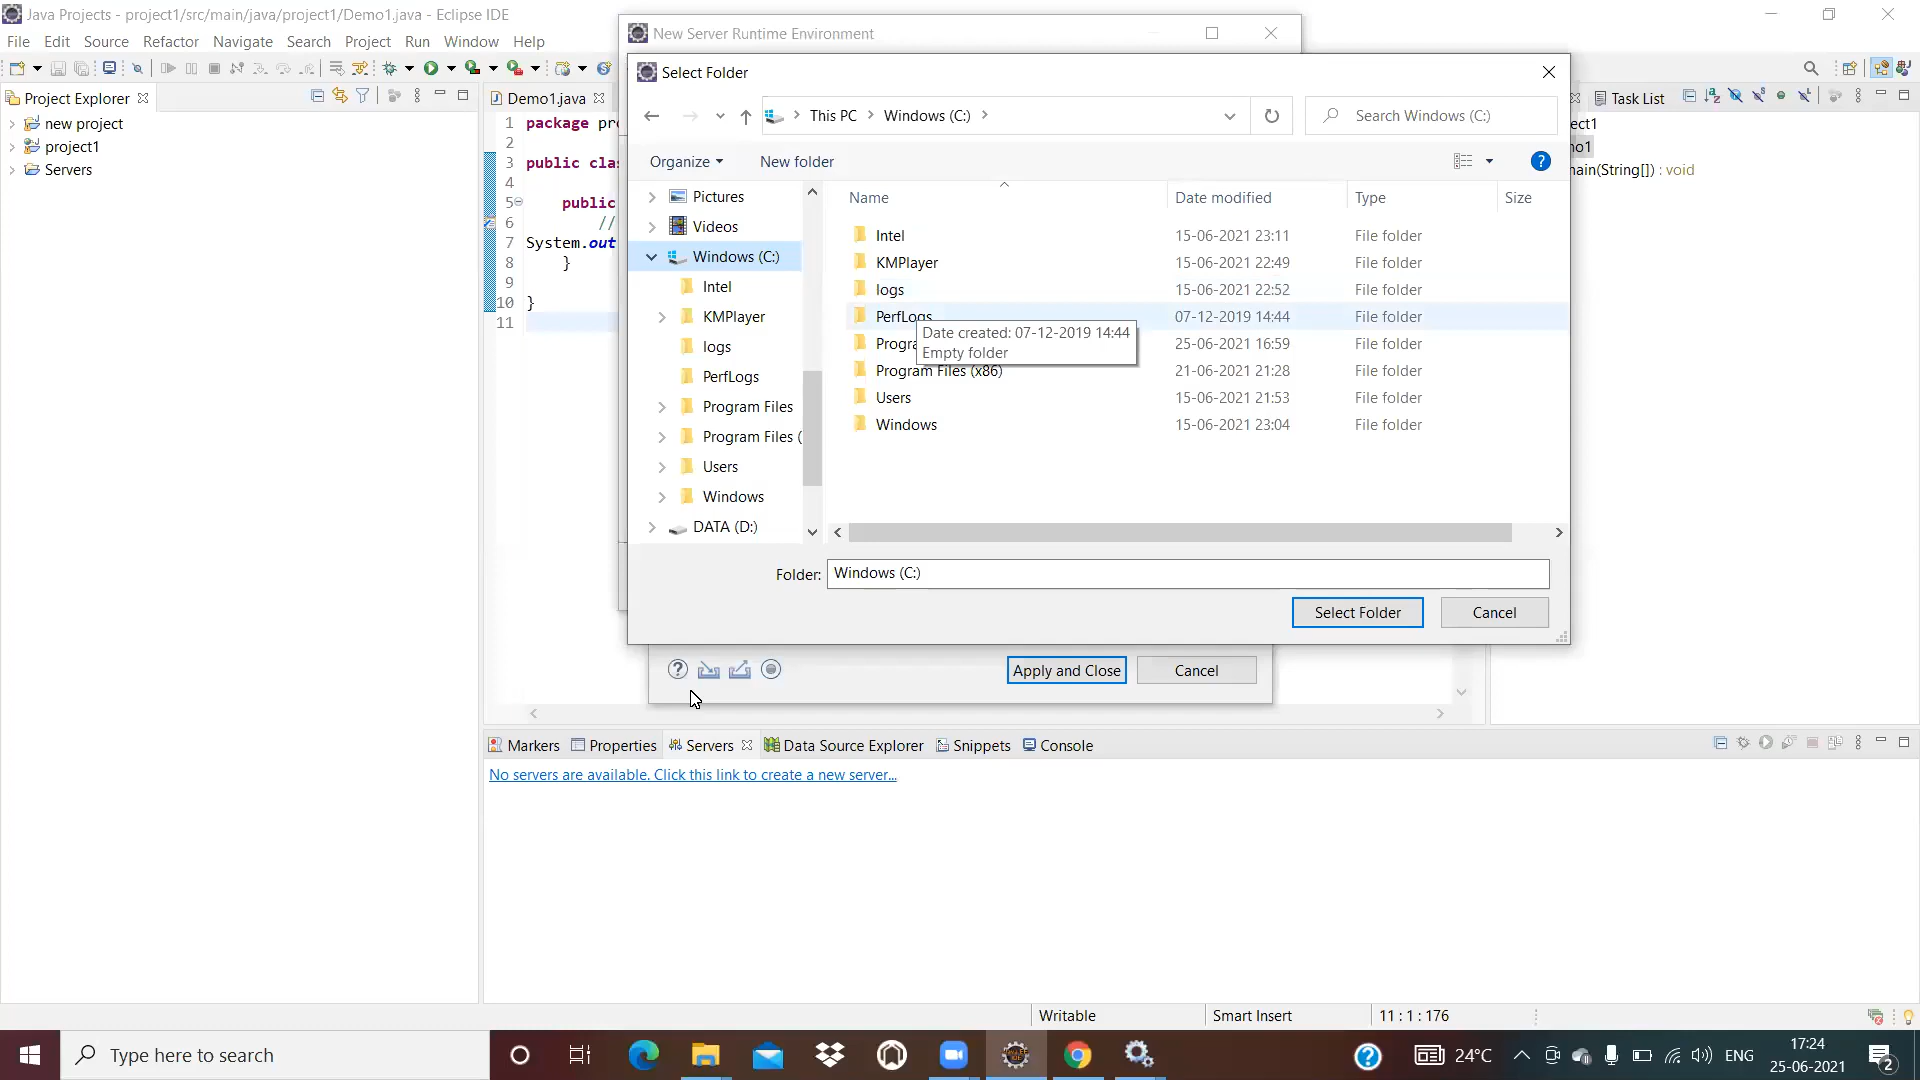 Java Projects - project1/src/main/java/project1/Demo1.java - Eclipse IDE
File Edit Source Refactor Navigate Search Project Run Window Help
Project Explorer
new project
project1
Servers
Demo1.java
1 package pro
2
3 public clas
4
5 public
6 //
7 System.out
8 }
9
10 }
11
New Server Runtime Environment
Select Folder
This PC Windows (C:)
Search Windows (C:)
Organize New folder
Pictures
Videos
Windows (C:)
Intel
KMPlayer
logs
PerfLogs
Program Files
Program Files (
Users
Windows
DATA (D:)
Name Date modified Type Size
Intel 15-06-2021 23:11 File folder
KMPlayer 15-06-2021 22:49 File folder
logs 15-06-2021 22:52 File folder
PerfLogs 07-12-2019 14:44 File folder
Progra 25-06-2021 16:59 File folder
Program Files (x86) 21-06-2021 21:28 File folder
Users 15-06-2021 21:53 File folder
Windows 15-06-2021 23:04 File folder
Date created: 07-12-2019 14:44
Empty folder
Folder: Windows (C:)
Select Folder Cancel
Apply and Close Cancel
Task List
ect1
no1
main(String[]) : void
Markers Properties Servers Data Source Explorer Snippets Console
No servers are available. Click this link to create a new server...
Writable Smart Insert 11 : 1 : 176
Type here to search
24°C ENG 17:24
25-06-2021
2